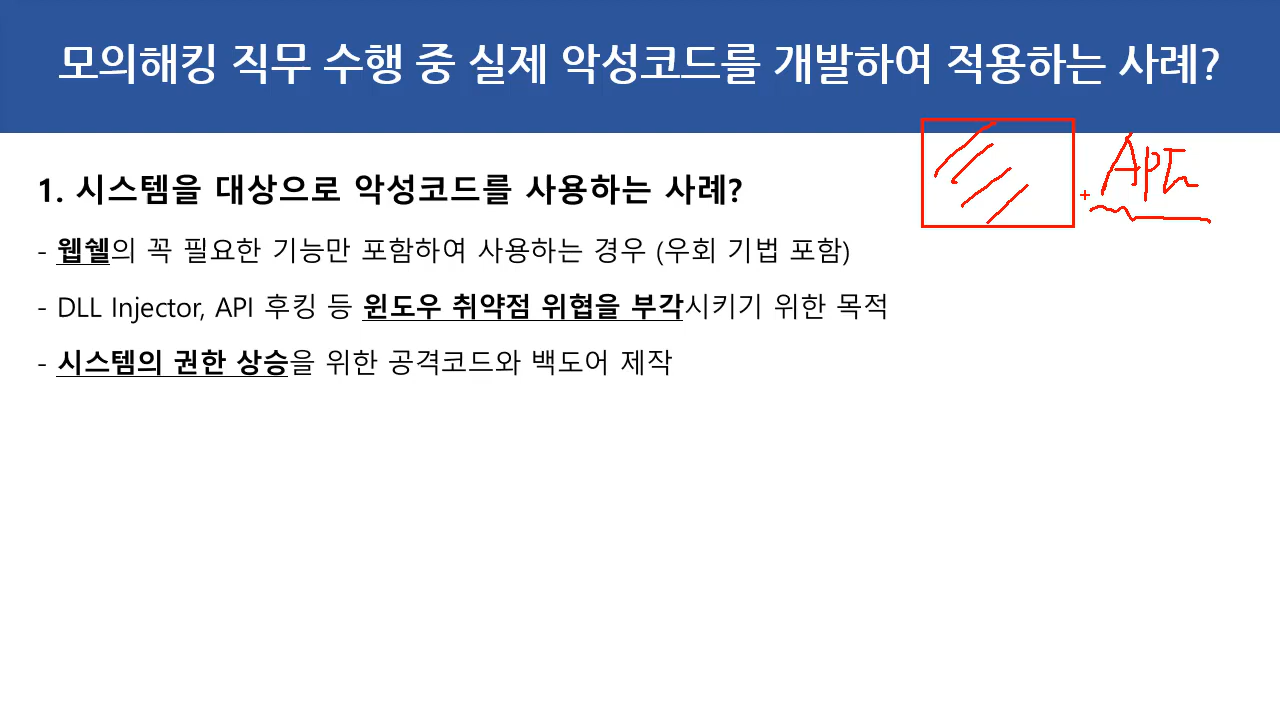 모의해킹 직무 수행 중 실제 악성코드를 개발하여 적용하는 사례?
1. 시스템을 대상으로 악성코드를 사용하는 사례?
- 웹쉘의 꼭 필요한 기능만 포함하여 사용하는 경우 (우회 기법 포함)
- DLL Injector, API 후킹 등 윈도우 취약점 위협을 부각시키기 위한 목적
- 시스템의 권한 상승을 위한 공격코드와 백도어 제작